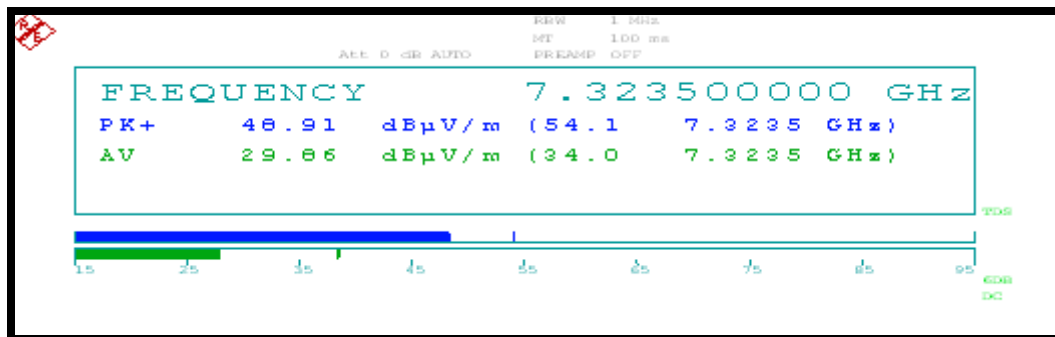 RBW 1 MHz
MT 100 ms
Att 0 dB AUTO PREAMP OFF
FREQUENCY 7.323500000 GHz
PK+ 48.91 dBµV/m (54.1 7.3235 GHz)
AV 29.86 dBµV/m (34.0 7.3235 GHz)
TDS
15 25 35 45 55 65 75 85 95
6DB
DC